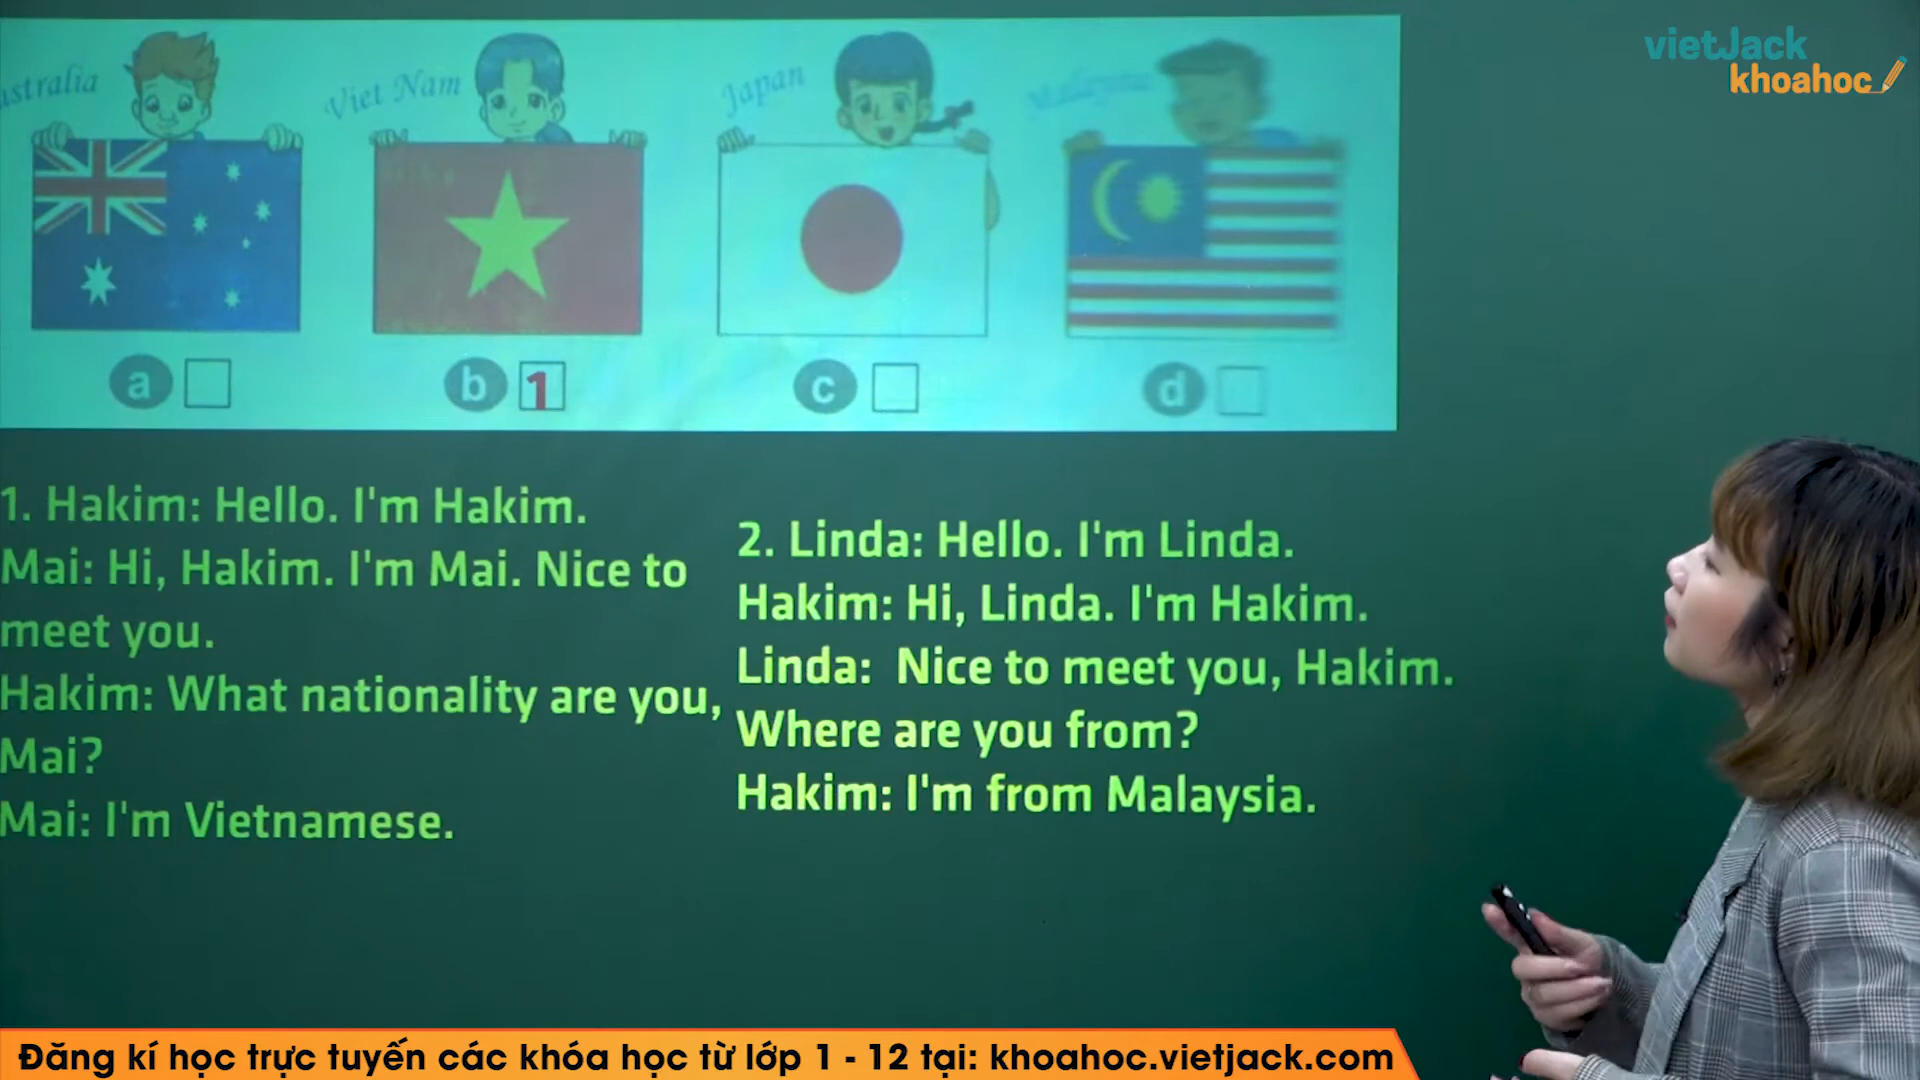 vietJack
khoahoc
astralia
Viet Nam
Japan
Malaysia
a
b 1
c
d
1. Hakim: Hello. I'm Hakim.
Mai: Hi, Hakim. I'm Mai. Nice to
meet you.
Hakim: What nationality are you,
Mai?
Mai: I'm Vietnamese.
2. Linda: Hello. I'm Linda.
Hakim: Hi, Linda. I'm Hakim.
Linda: Nice to meet you, Hakim.
Where are you from?
Hakim: I'm from Malaysia.
Đăng kí học trực tuyến các khóa học từ lớp 1 - 12 tại: khoahoc.vietjack.com